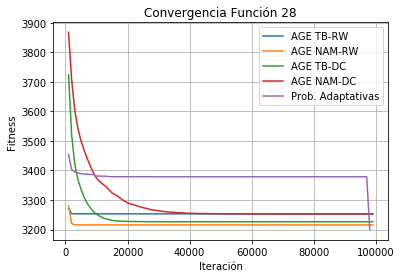 Convergencia Función 28
3900
3800
3700
3600
3500
3400
3300
3200
Fitness
AGE TB-RW
AGE NAM-RW
AGE TB-DC
AGE NAM-DC
Prob. Adaptativas
0 20000 40000 60000 80000 100000
Iteración